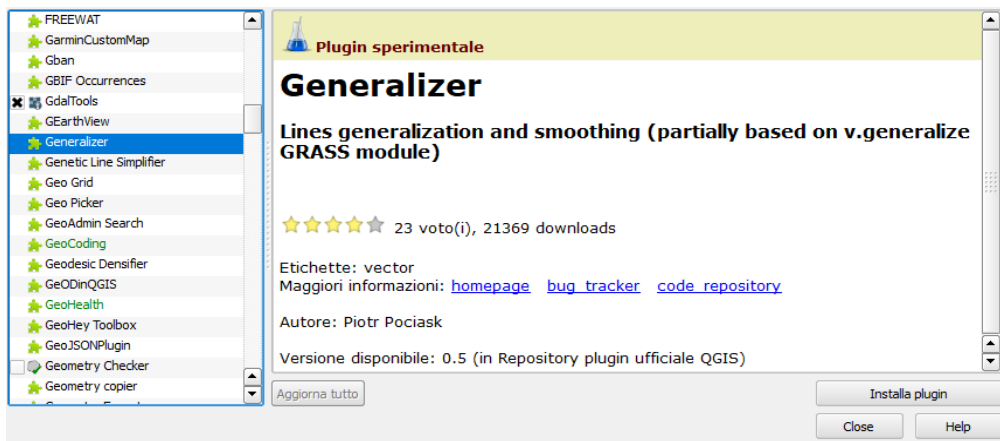 FREEWAT
GarminCustomMap
Gban
GBIF Occurrences
GdalTools
GEarthView
Generalizer
Genetic Line Simplifier
Geo Grid
Geo Picker
GeoAdmin Search
GeoCoding
Geodesic Densifier
GeODinQGIS
GeoHealth
GeoHey Toolbox
GeoJSONPlugin
Geometry Checker
Geometry copier
Plugin sperimentale
Generalizer
Lines generalization and smoothing (partially based on v.generalize
GRASS module)
23 voto(i), 21369 downloads
Etichette: vector
Maggiori informazioni: homepage bug tracker code repository
Autore: Piotr Pociask
Versione disponibile: 0.5 (in Repository plugin ufficiale QGIS)
Aggiorna tutto
Installa plugin
Close
Help